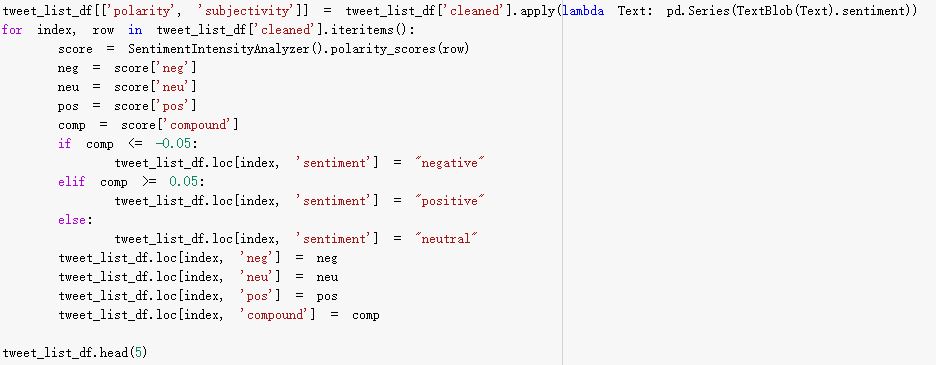 tweet_list_df[['polarity', 'subjectivity']] = tweet_list_df['cleaned'].apply(lambda Text: pd.Series(TextBlob(Text).sentiment))
for index, row in tweet_list_df['cleaned'].iteritems():
score = SentimentIntensityAnalyzer().polarity_scores(row)
neg = score['neg']
neu = score['neu']
pos = score['pos']
comp = score['compound']
if comp <= -0.05:
tweet_list_df.loc[index, 'sentiment'] = "negative"
elif comp >= 0.05:
tweet_list_df.loc[index, 'sentiment'] = "positive"
else:
tweet_list_df.loc[index, 'sentiment'] = "neutral"
tweet_list_df.loc[index, 'neg'] = neg
tweet_list_df.loc[index, 'neu'] = neu
tweet_list_df.loc[index, 'pos'] = pos
tweet_list_df.loc[index, 'compound'] = comp
tweet_list_df.head(5)